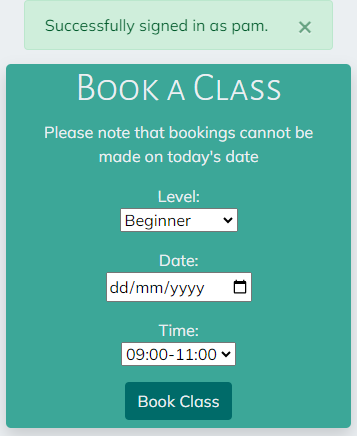 Successfully signed in as pam. ×
Book a Class
Please note that bookings cannot be
made on today's date
Level:
Beginner
Date:
dd/mm/yyyy
Time:
09:00-11:00
Book Class